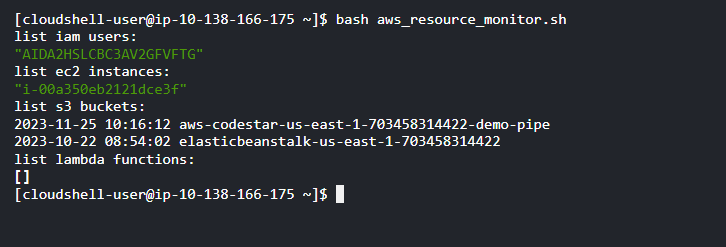 [cloudshell-user@ip-10-138-166-175 ~]$ bash aws_resource_monitor.sh
list iam users:
"AIDA2HSLCBC3AV2GFVFTG"
list ec2 instances:
"i-00a350eb2121dce3f"
list s3 buckets:
2023-11-25 10:16:12 aws-codestar-us-east-1-703458314422-demo-pipe
2023-10-22 08:54:02 elasticbeanstalk-us-east-1-703458314422
list lambda functions:
[]
[cloudshell-user@ip-10-138-166-175 ~]$